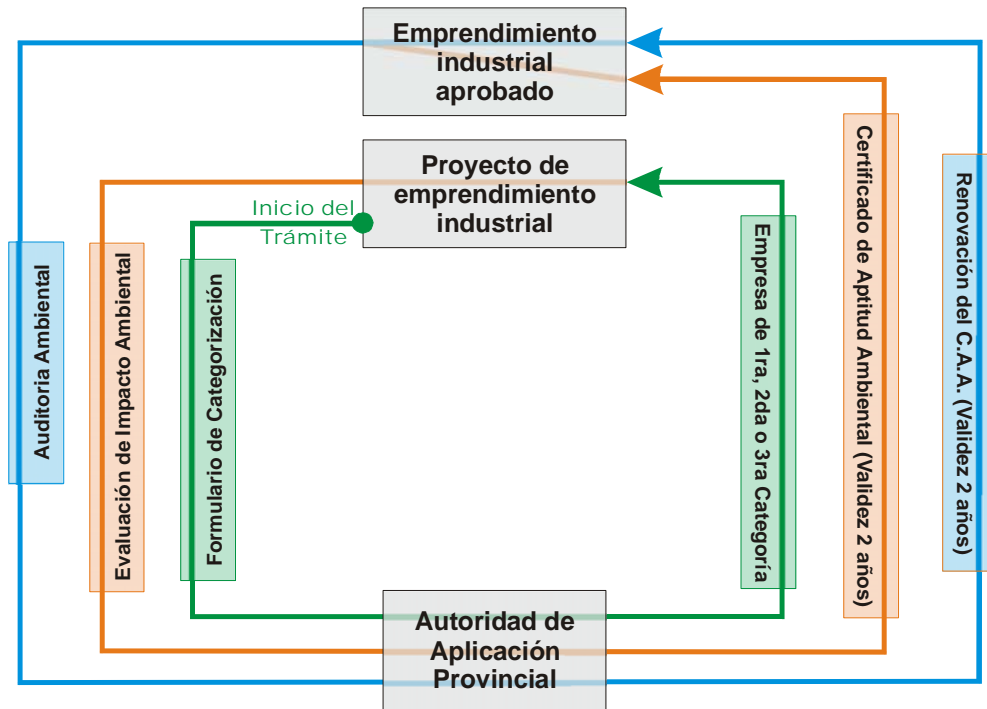 Emprendimiento
industrial
aprobado
Proyecto de
emprendimiento
industrial
Inicio del
Trámite
Auditoria Ambiental
Evaluación de Impacto Ambiental
Formulario de Categorización
Empresa de 1ra, 2da o 3ra Categoría
Certificado de Aptitud Ambiental (Validez 2 años)
Renovación del C.A.A. (Validez 2 años)
Autoridad de
Aplicación
Provincial